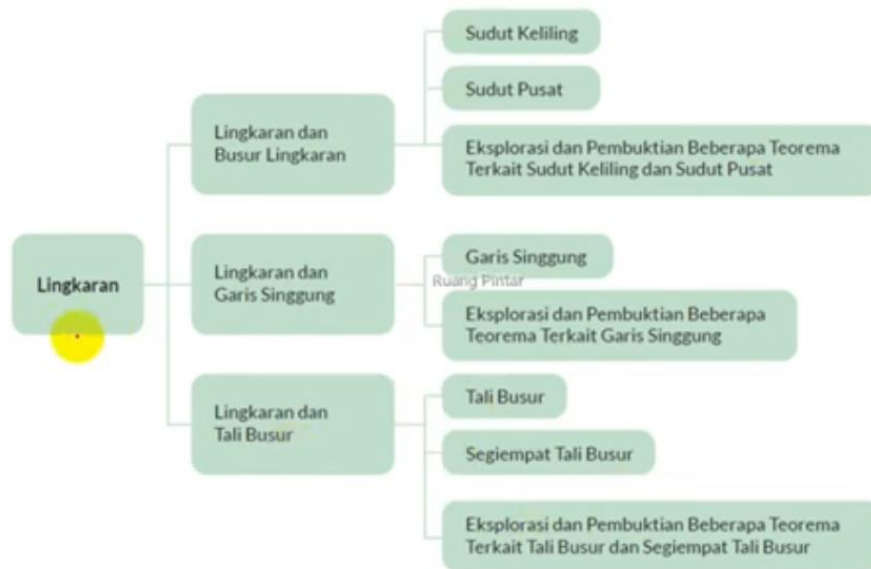 Sudut Keliling
Sudut Pusat
Lingkaran dan
Busur Lingkaran
Eksplorasi dan Pembuktian Beberapa Teorema
Terkait Sudut Keliling dan Sudut Pusat
Lingkaran
Lingkaran dan
Garis Singgung
Garis Singgung
Ruang Pintar
Eksplorasi dan Pembuktian Beberapa
Teorema Terkait Garis Singgung
Lingkaran dan
Tali Busur
Tali Busur
Segiempat Tali Busur
Eksplorasi dan Pembuktian Beberapa Teorema
Terkait Tali Busur dan Segiempat Tali Busur